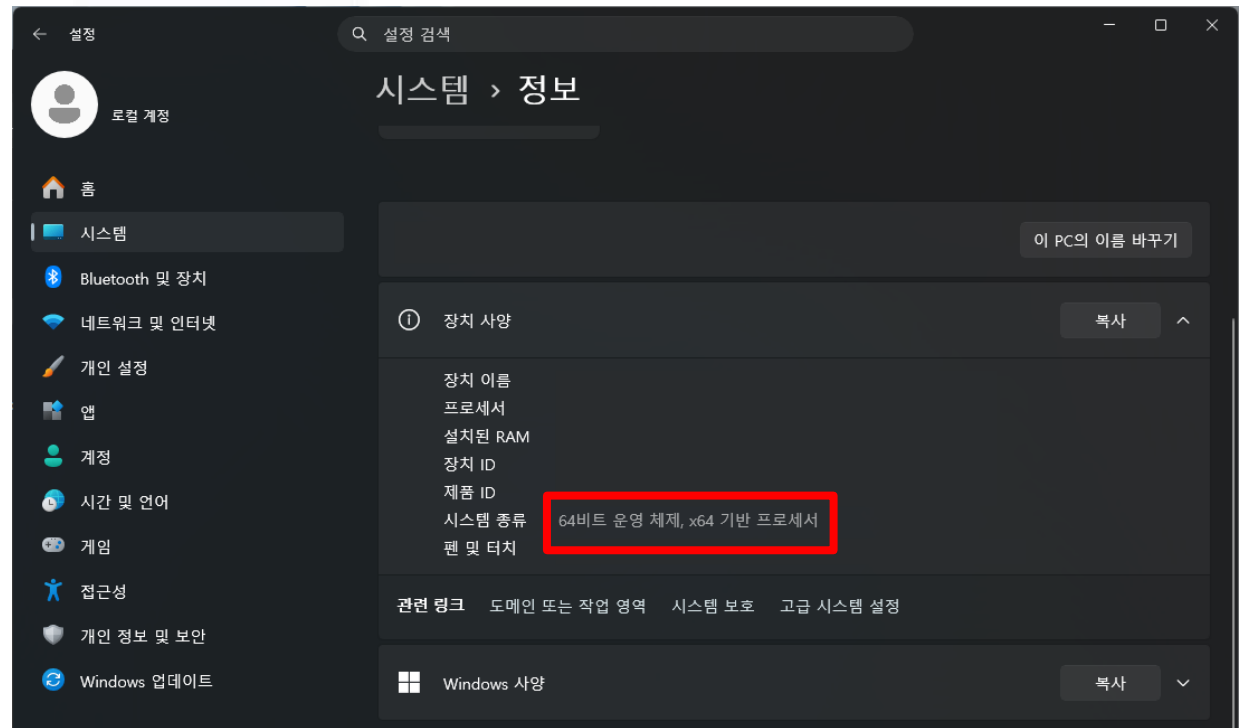 설정
설정 검색
로컬 계정
시스템 > 정보
홈
시스템
Bluetooth 및 장치
네트워크 및 인터넷
개인 설정
앱
계정
시간 및 언어
게임
접근성
개인 정보 및 보안
Windows 업데이트
이 PC의 이름 바꾸기
장치 사양
복사
장치 이름
프로세서
설치된 RAM
장치 ID
제품 ID
시스템 종류 64비트 운영 체제, x64 기반 프로세서
펜 및 터치
관련 링크 도메인 또는 작업 영역 시스템 보호 고급 시스템 설정
Windows 사양
복사